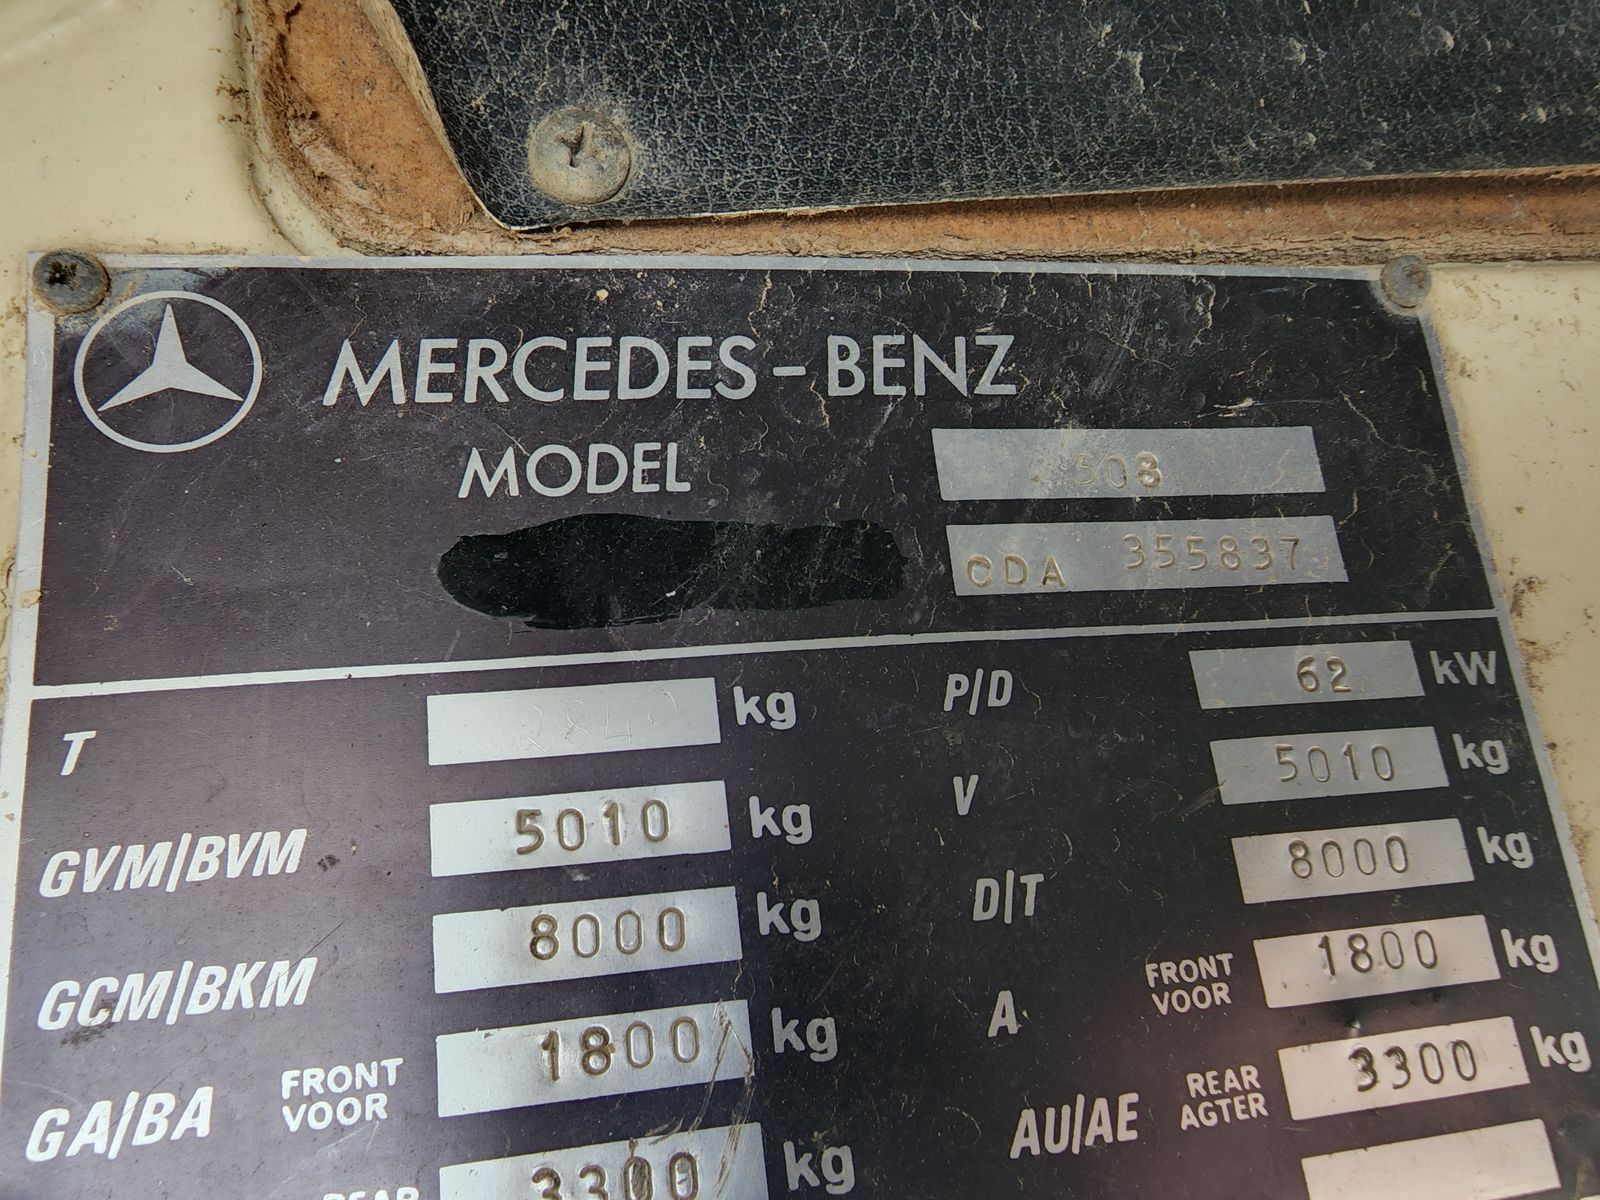 MERCEDES-BENZ
MODEL 508
CDA 355837
T 2840 kg
P/D 62 kW
GVM/BVM 5010 kg
V 5010 kg
GCM/BKM 8000 kg
D/T 8000 kg
GA/BA FRONT VOOR 1800 kg
A FRONT VOOR 1800 kg
REAR 3300 kg
AU/AE REAR AGTER 3300 kg